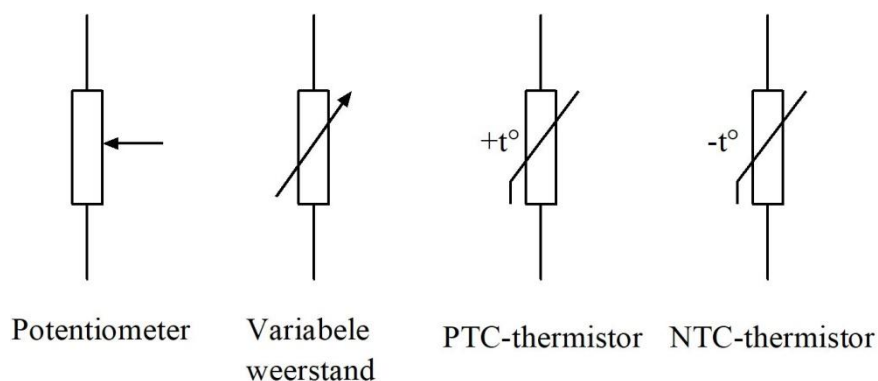 +t°
-t°
Potentiometer
Variabele
weerstand
PTC-thermistor
NTC-thermistor